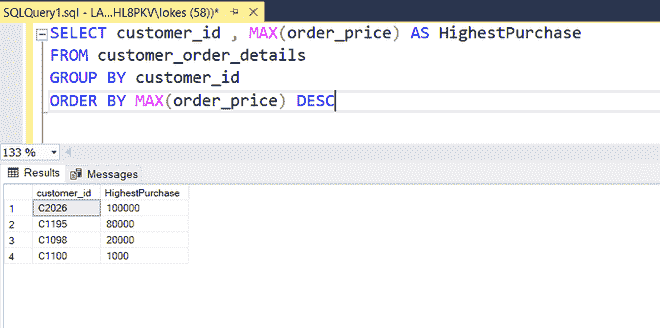 SQLQuery1.sql - LA...HL8PKV\lokes (58))*
SELECT customer_id , MAX(order_price) AS HighestPurchase
FROM customer_order_details
GROUP BY customer_id
ORDER BY MAX(order_price) DESC
133 %
Results Messages
customer_id HighestPurchase
1 C2026 100000
2 C1195 80000
3 C1098 20000
4 C1100 1000